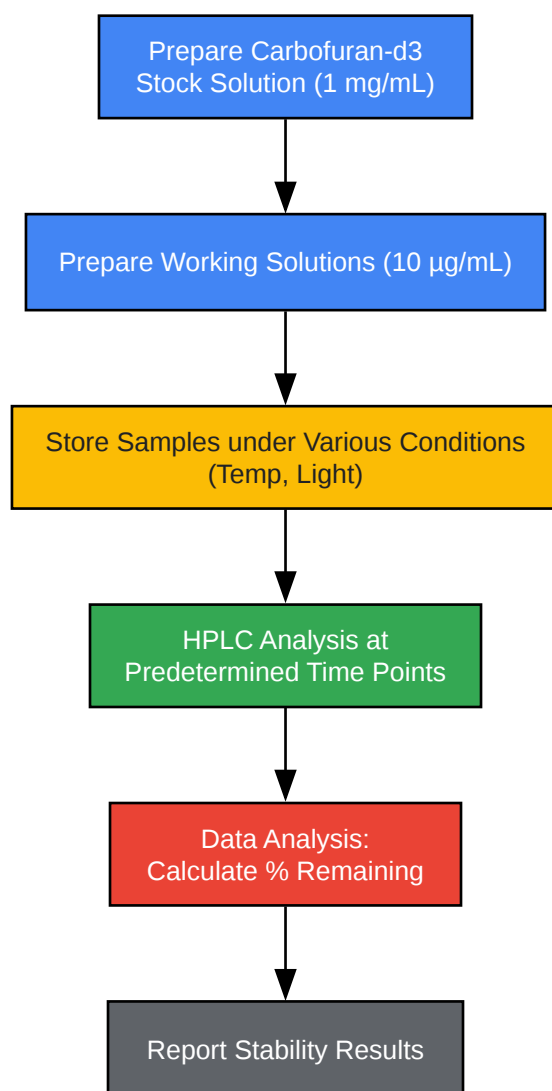 Prepare Carbofuran-d3
Stock Solution (1 mg/mL)
Prepare Working Solutions (10 µg/mL)
Store Samples under Various Conditions
(Temp, Light)
HPLC Analysis at
Predetermined Time Points
Data Analysis:
Calculate % Remaining
Report Stability Results